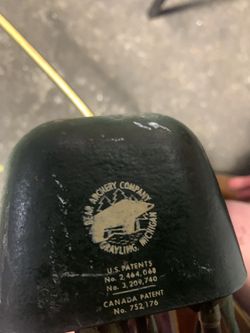 BEAR ARCHERY COMPANY
GRAYLING, MICHIGAN
U.S. PATENTS
No. 2,464,068
No. 3,209,740
CANADA PATENT
No. 752,176